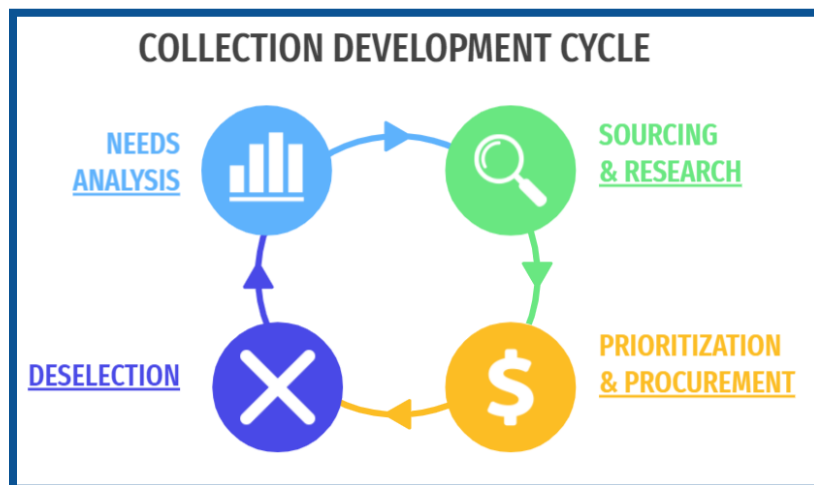 COLLECTION DEVELOPMENT CYCLE
NEEDS
ANALYSIS
SOURCING
& RESEARCH
PRIORITIZATION
& PROCUREMENT
$
DESELECTION